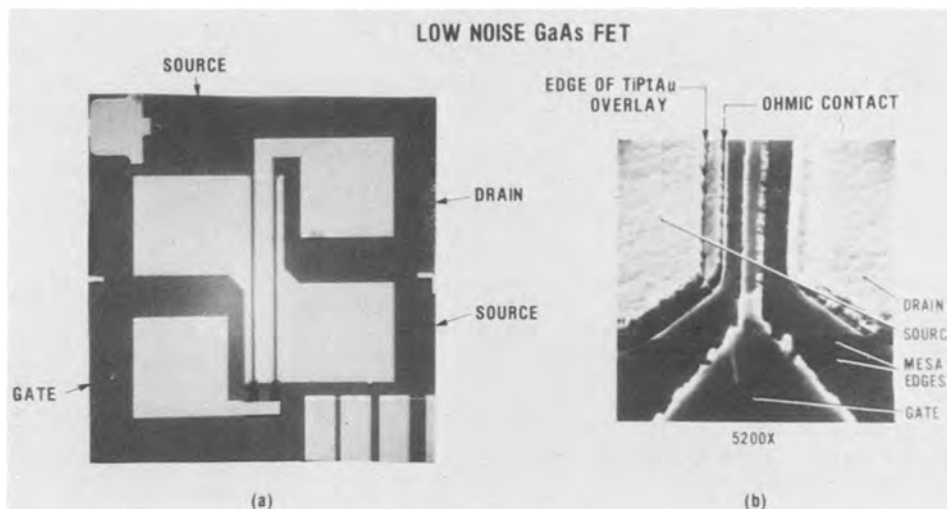 LOW NOISE GaAs FET
SOURCE
DRAIN
SOURCE
GATE
(a)
EDGE OF TiPtAu
OVERLAY
OHMIC CONTACT
DRAIN
SOURC
MESA
EDGES
GATE
5200X
(b)